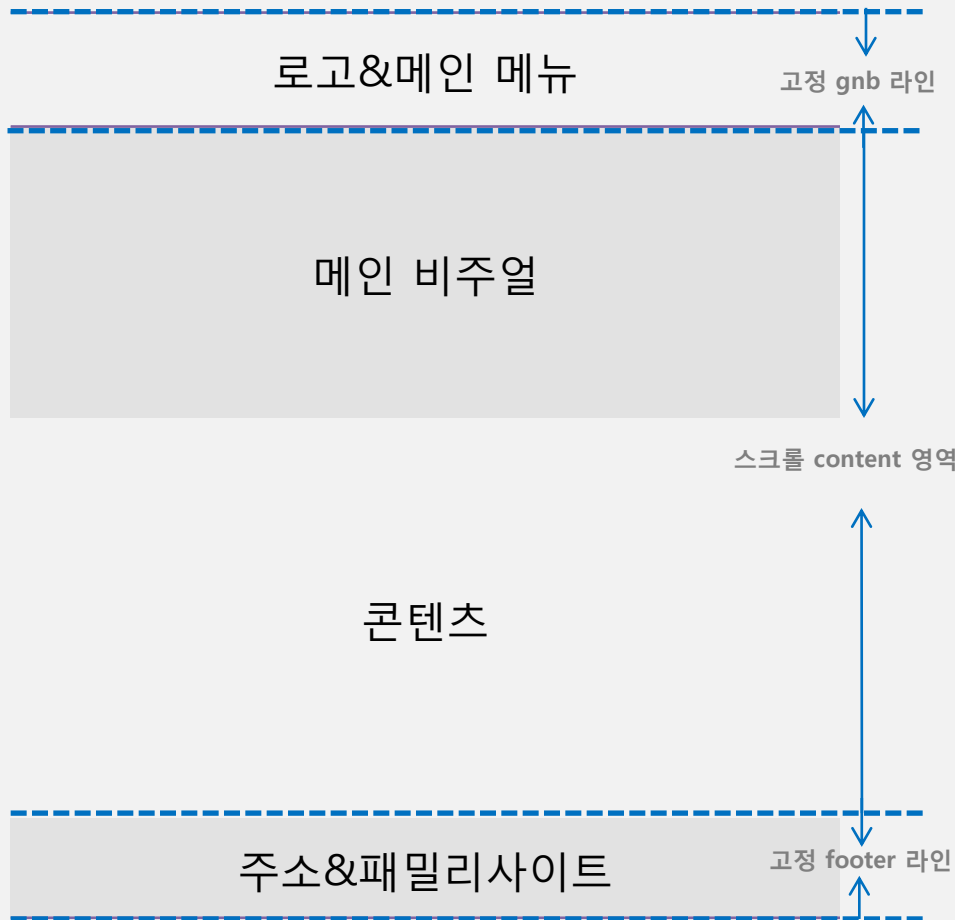 로고&메인 메뉴
고정 gnb 라인
메인 비주얼
스크롤 content 영역
콘텐츠
주소&패밀리사이트
고정 footer 라인